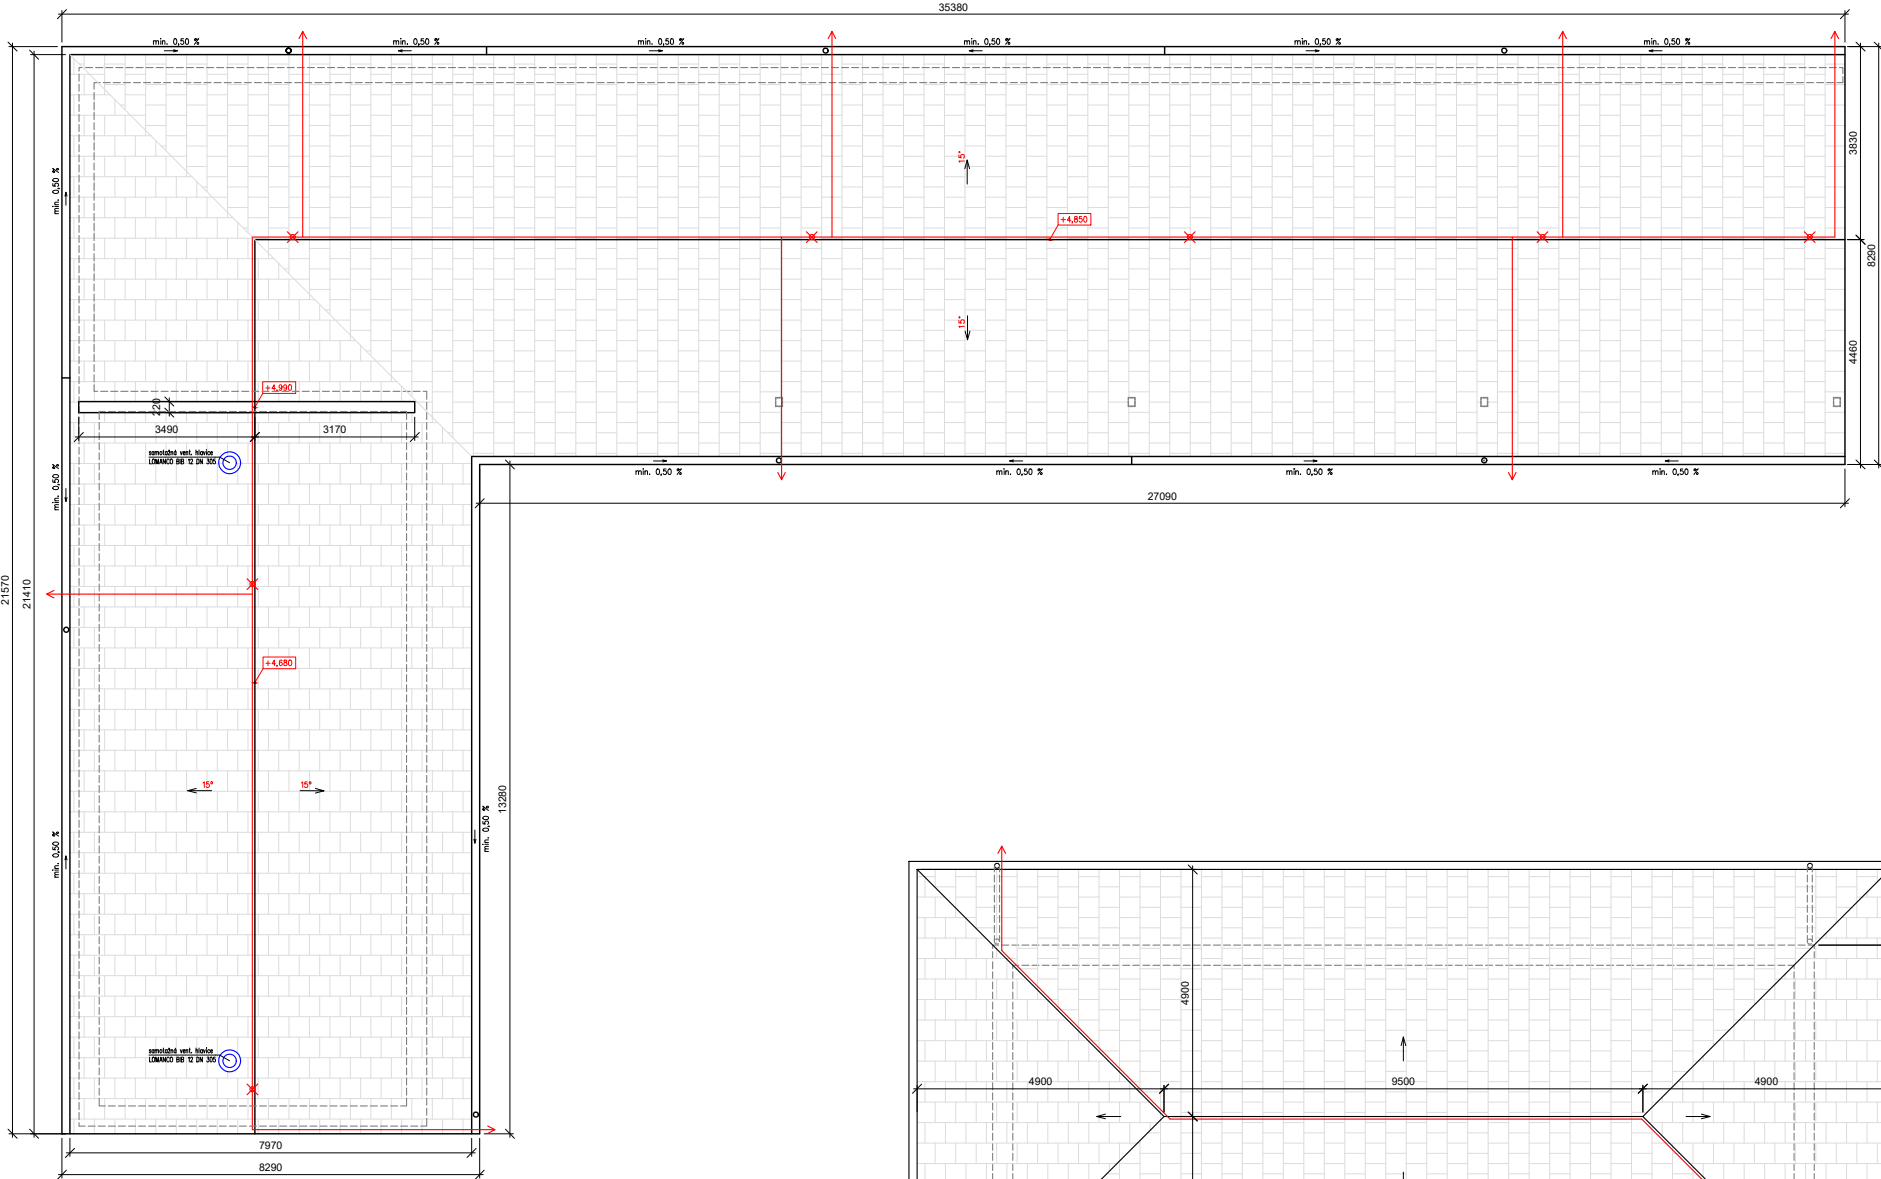 35380
min. 0,50 %
min. 0,50 %
min. 0,50 %
min. 0,50 %
min. 0,50 %
min. 0,50 %
15°
3830
min. 0,50 %
+4,850
8290
15°
4460
+4,990
220
3490
3170
samotažná vent. hlavice
LOMANCO BIB 12 DN 305
min. 0,50 %
min. 0,50 %
min. 0,50 %
min. 0,50 %
min. 0,50 %
27090
21570
21410
+4,680
15°
15°
13280
min. 0,50 %
min. 0,50 %
4900
samotažná vent. hlavice
LOMANCO BIB 12 DN 305
4900
9500
4900
7970
8290